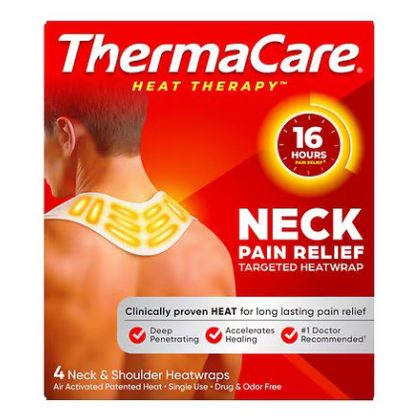 ThermaCare®
HEAT THERAPY™
16
HOURS
PAIN RELIEF*
NECK
PAIN RELIEF
TARGETED HEATWRAP
Clinically proven HEAT for long lasting pain relief
Deep
Penetrating
Accelerates
Healing
#1 Doctor
Recommended*
4 Neck & Shoulder Heatwraps
Air Activated Patented Heat • Single Use • Drug & Odor Free